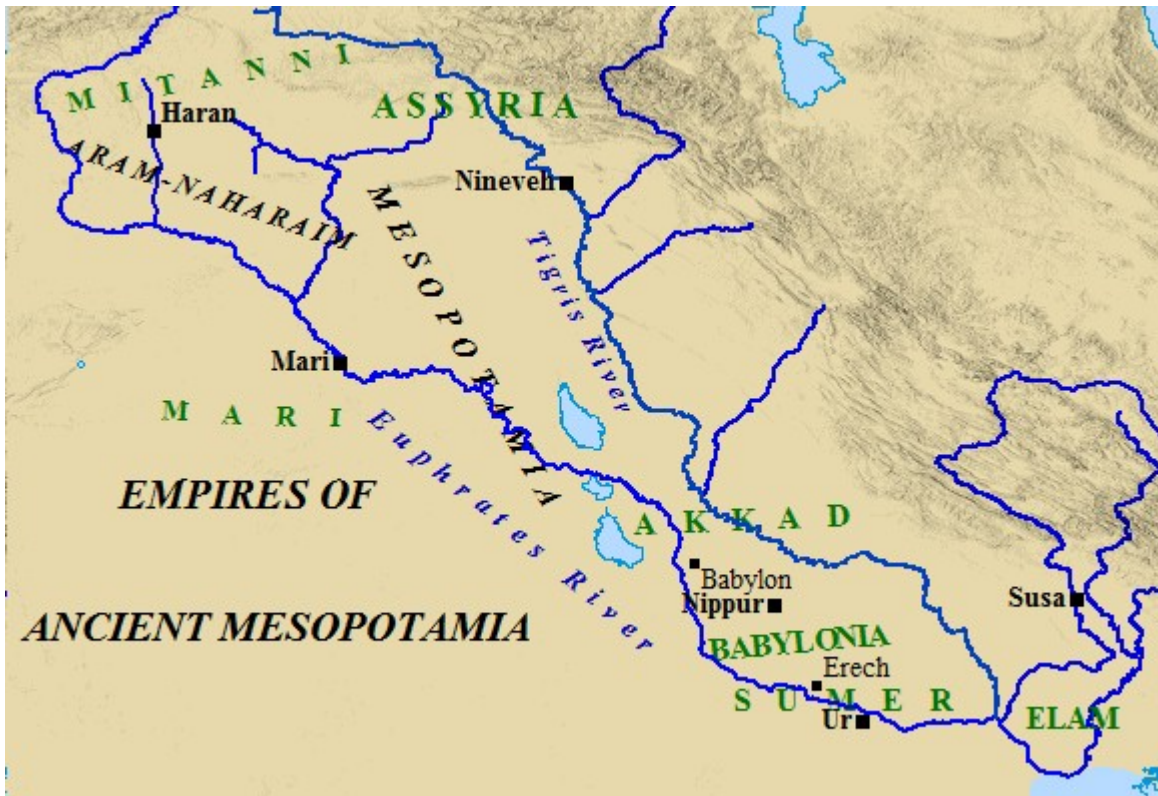 MITANNI
ASSYRIA
Haran
ARAM-NAHARAIM
Nineveh
MESOPOTAMIA
Tigris River
Mari
MARI
Euphrates River
EMPIRES OF
ANCIENT MESOPOTAMIA
AKKAD
Babylon
Nippur
Susa
BABYLONIA
Erech
SUMER
Ur
ELAM